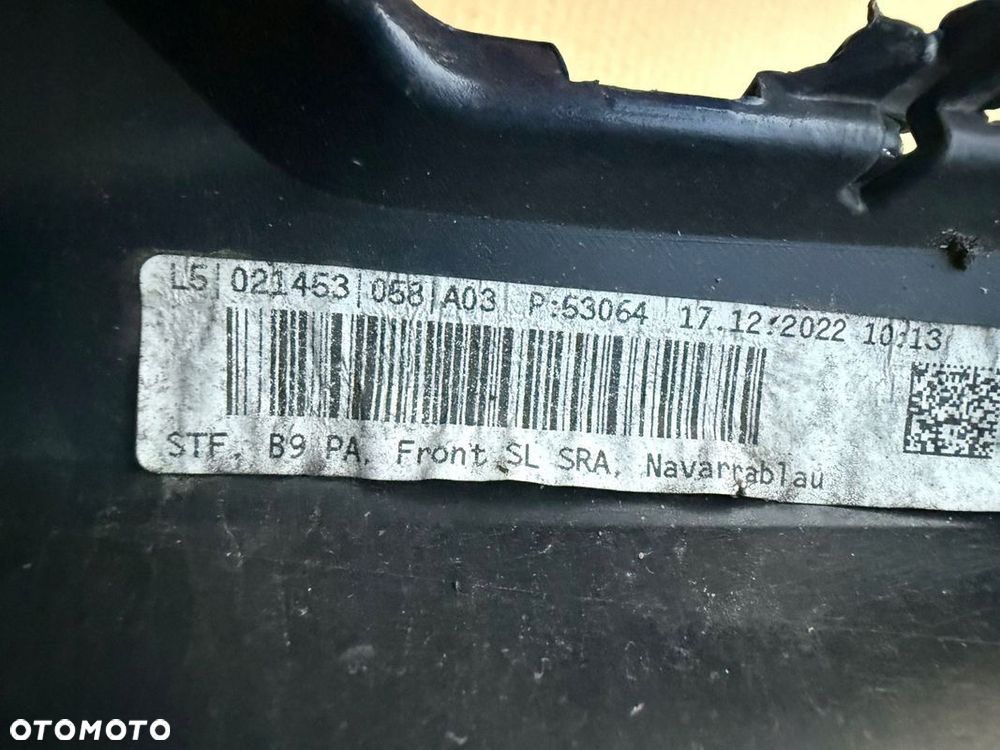 L5|021453|058|A03| P:53064 |17.12.2022 10:13
STF, B9 PA, Front SL SRA, Navarrablau
OTOMOTO